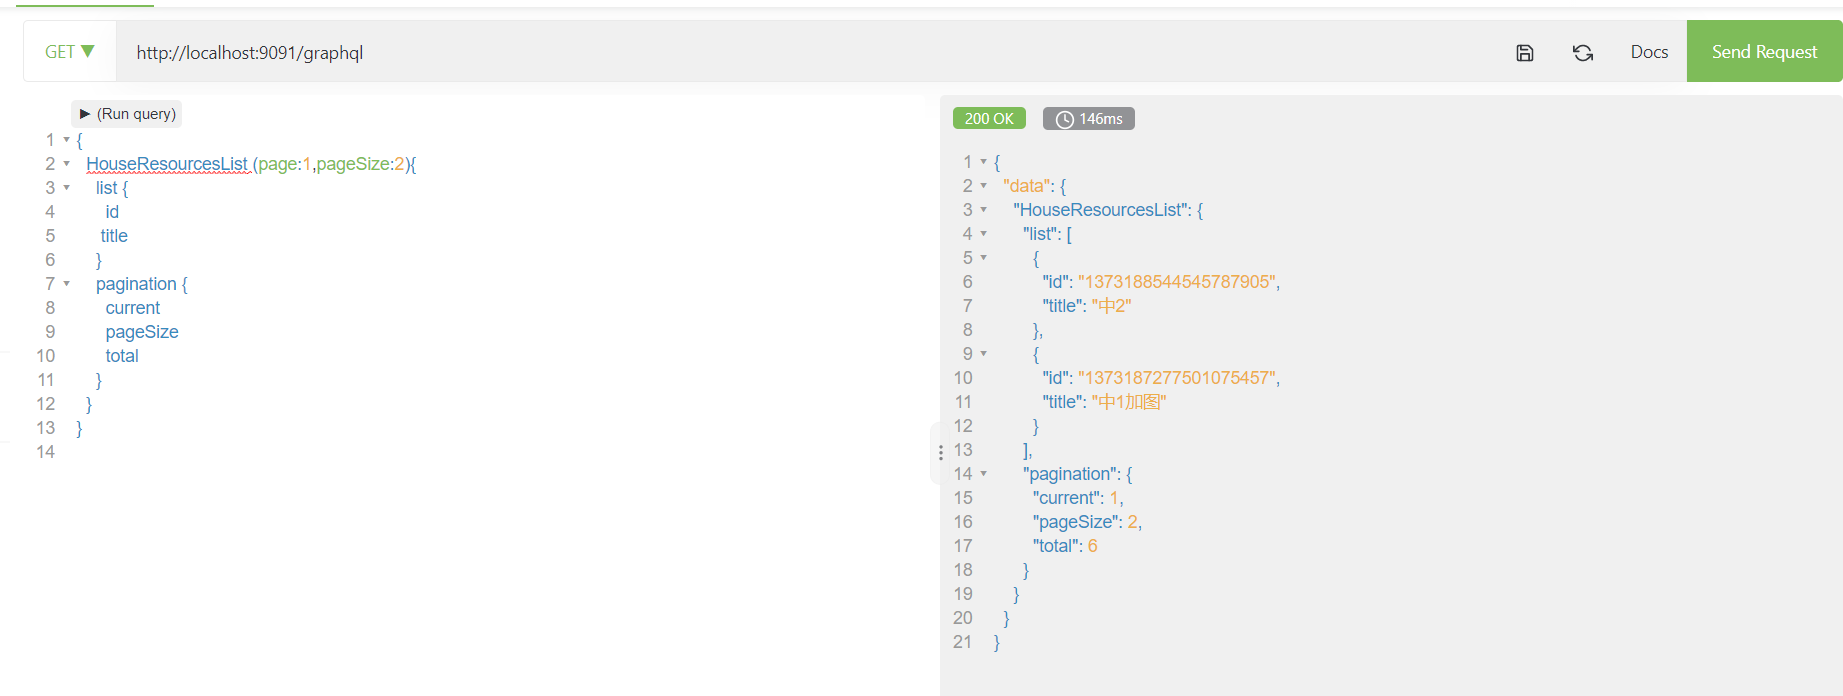 GET ▼ http://localhost:9091/graphql Docs Send Request
▶ (Run query)
1 {
2 HouseResourcesList (page:1,pageSize:2){
3 list {
4 id
5 title
6 }
7 pagination {
8 current
9 pageSize
10 total
11 }
12 }
13 }
14
200 OK 146ms
1 {
2 "data": {
3 "HouseResourcesList": {
4 "list": [
5 {
6 "id": "1373188544545787905",
7 "title": "中2"
8 },
9 {
10 "id": "1373187277501075457",
11 "title": "中1加图"
12 }
13 ],
14 "pagination": {
15 "current": 1,
16 "pageSize": 2,
17 "total": 6
18 }
19 }
20 }
21 }